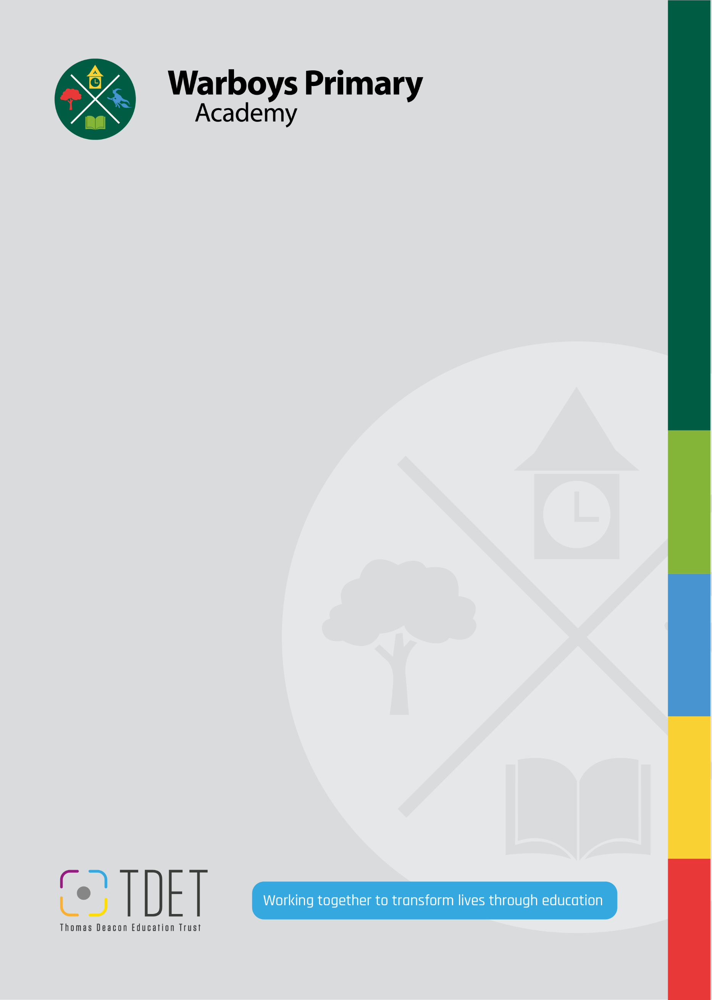 Warboys Primary
Academy
TDET
Thomas Deacon Education Trust
Working together to transform lives through education